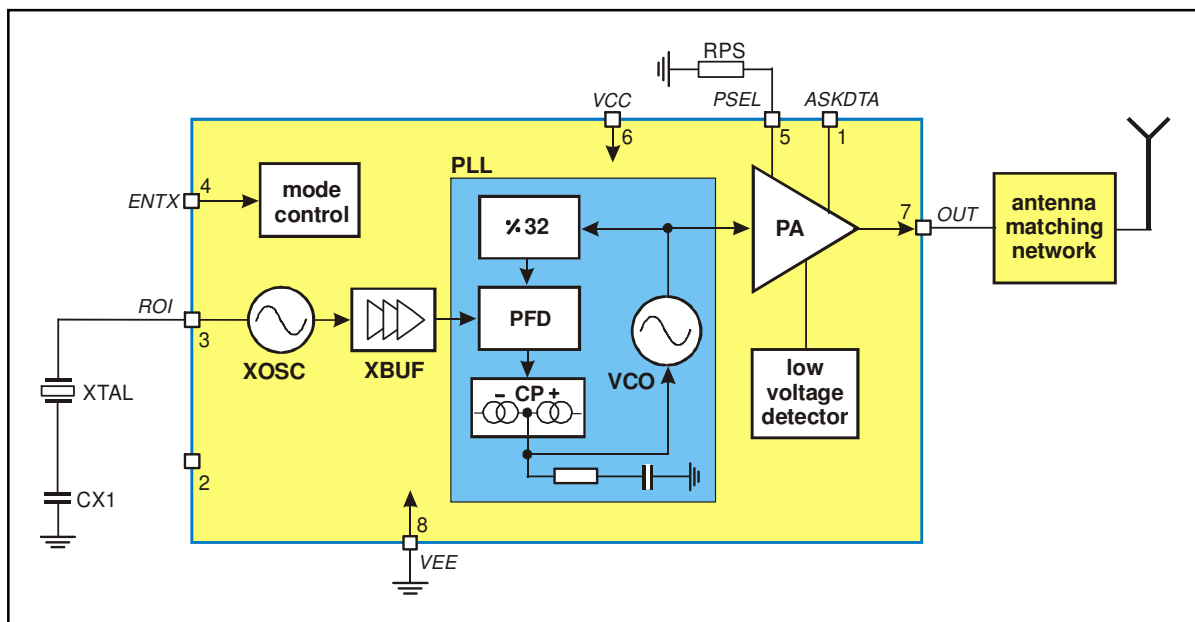 RPS
VCC
PSEL
ASKDTA
6
5
1
PLL
ENTX
4
mode
control
÷32
PA
7
OUT
antenna
matching
network
ROI
3
XOSC
XBUF
PFD
VCO
low
voltage
detector
XTAL
- CP +
2
CX1
8
VEE